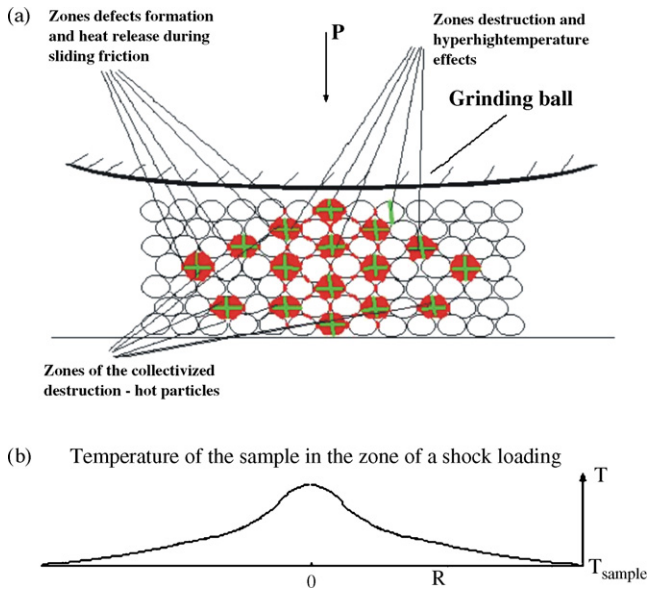 (a)
Zones defects formation
and heat release during
sliding friction
P
Zones destruction and
hyperhightemperature
effects
Grinding ball
Zones of the collectivized
destruction - hot particles
(b)
Temperature of the sample in the zone of a shock loading
T
T sample
0
R